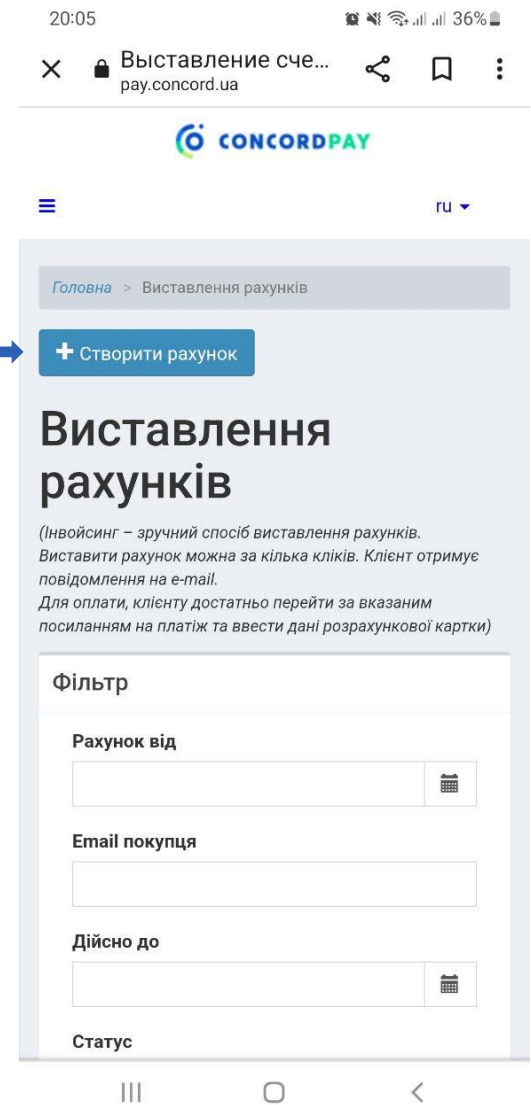 20:05
36%
Выставление сче...
pay.concord.ua
CONCORDPAY
ru
Головна > Виставлення рахунків
Створити рахунок
Виставлення
рахунків
(Інвойсинг – зручний спосіб виставлення рахунків.
Виставити рахунок можна за кілька кліків. Клієнт отримує
повідомлення на e-mail.
Для оплати, клієнту достатньо перейти за вказаним
посиланням на платіж та ввести дані розрахункової картки)
Фільтр
Рахунок від
Email покупця
Дійсно до
Статус